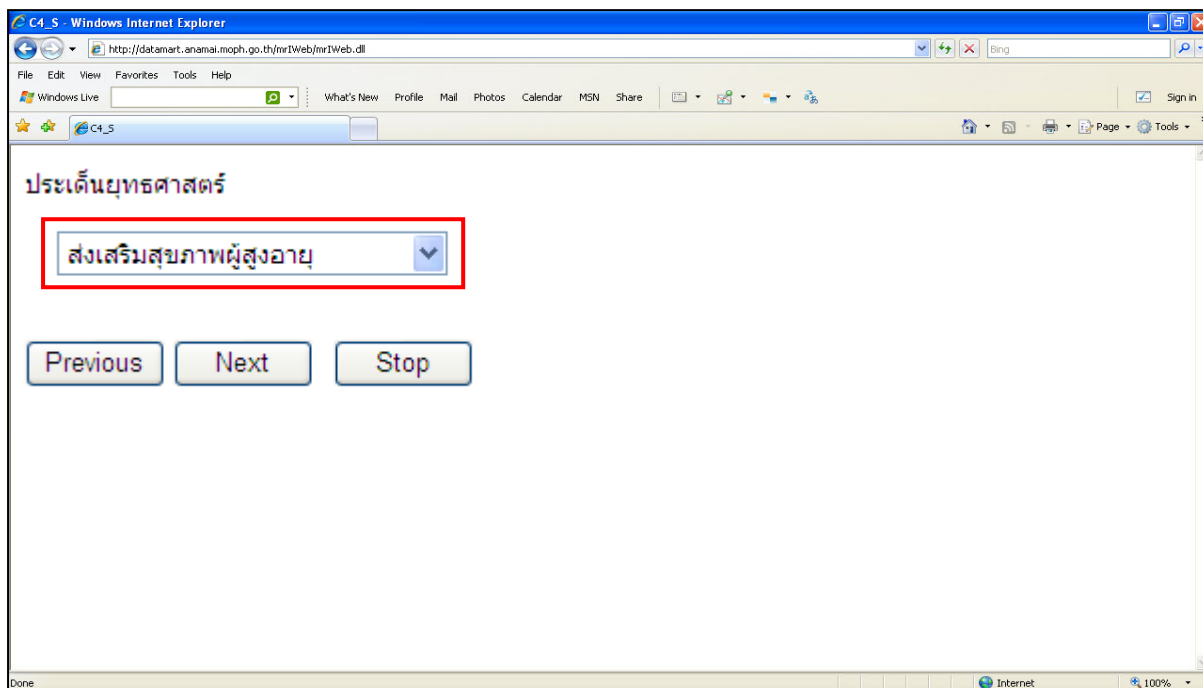 C4_S - Windows Internet Explorer
http://datamart.anamai.moph.go.th/mrIWeb/mrIWeb.dll
Bing
File Edit View Favorites Tools Help
Windows Live What's New Profile Mail Photos Calendar MSN Share Sign in
C4_S Page Tools
ประเด็นยุทธศาสตร์
ส่งเสริมสุขภาพผู้สูงอายุ
Previous Next Stop
Done Internet 100%